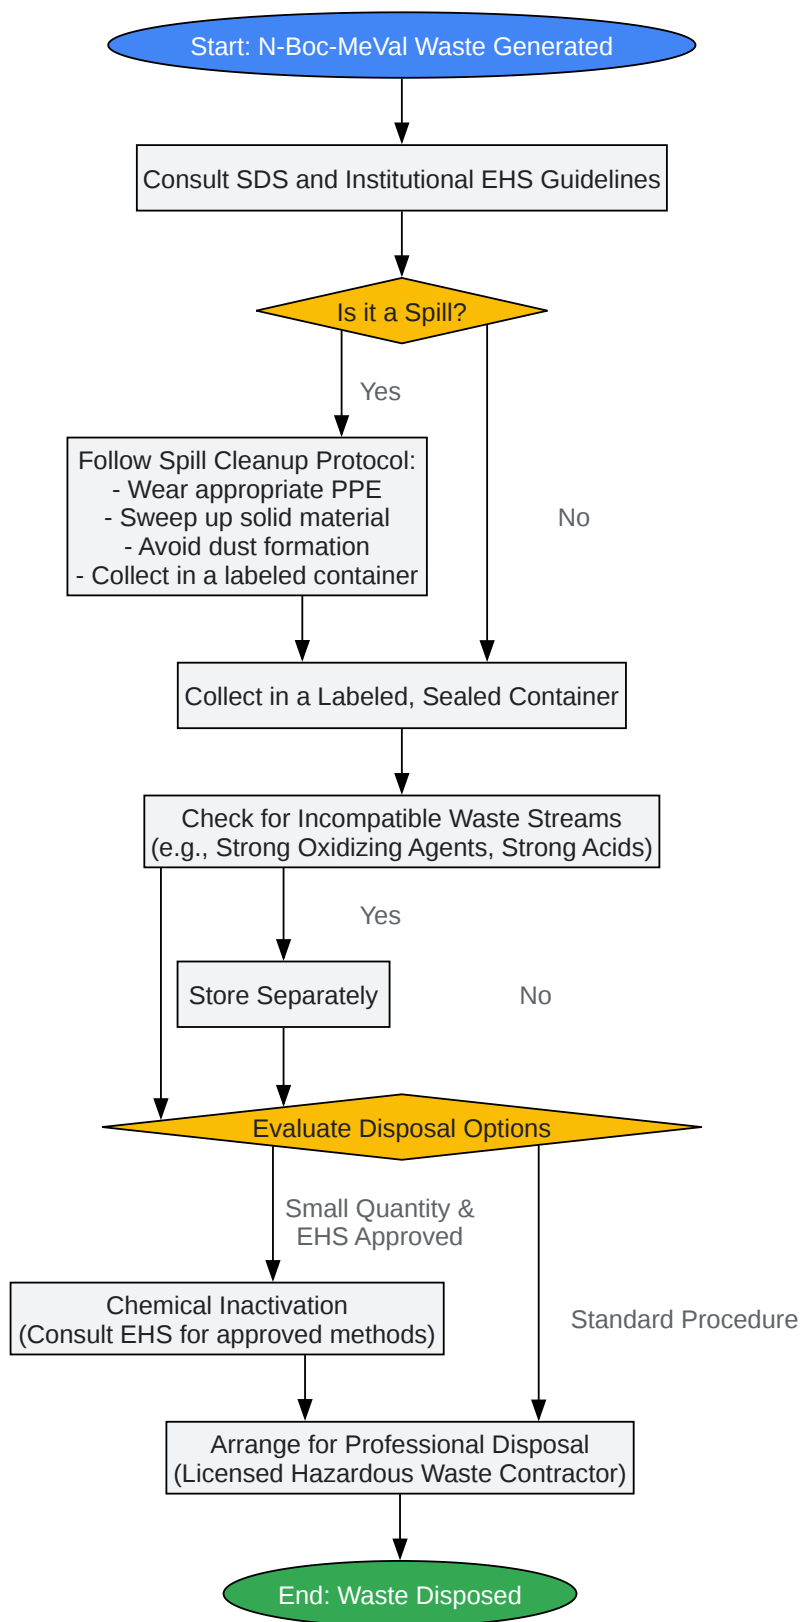 Start: N-Boc-MeVal Waste Generated
Consult SDS and Institutional EHS Guidelines
Is it a Spill?
Yes
Follow Spill Cleanup Protocol:
- Wear appropriate PPE
- Sweep up solid material
- Avoid dust formation
- Collect in a labeled container
No
Collect in a Labeled, Sealed Container
Check for Incompatible Waste Streams
(e.g., Strong Oxidizing Agents, Strong Acids)
Yes
Store Separately
No
Evaluate Disposal Options
Small Quantity &
EHS Approved
Chemical Inactivation
(Consult EHS for approved methods)
Standard Procedure
Arrange for Professional Disposal
(Licensed Hazardous Waste Contractor)
End: Waste Disposed